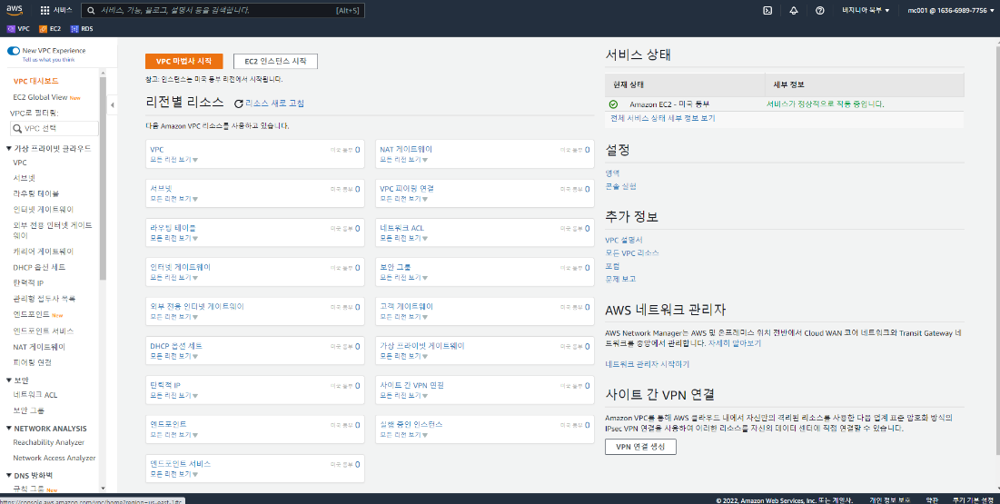 aws
서비스
서비스, 기능, 블로그, 설명서 등을 검색합니다.
[Alt+S]
버지니아 북부 ▼
mc001 @ 1636-6989-7756 ▼
VPC
EC2
RDS
New VPC Experience
Tell us what you think
VPC 대시보드
EC2 Global View New
VPC로 필터링:
VPC 선택
▼ 가상 프라이빗 클라우드
VPC
서브넷
라우팅 테이블
인터넷 게이트웨이
외부 전용 인터넷 게이트
웨이
캐리어 게이트웨이
DHCP 옵션 세트
탄력적 IP
관리형 접두사 목록
엔드포인트 New
엔드포인트 서비스
NAT 게이트웨이
피어링 연결
▼ 보안
네트워크 ACL
보안 그룹
▼ NETWORK ANALYSIS
Reachability Analyzer
Network Access Analyzer
▼ DNS 방화벽
규칙 그룹 New
https://console.aws.amazon.com/vpc/home?region=us-east-1#c
VPC 마법사 시작
EC2 인스턴스 시작
참고: 인스턴스는 미국 동부 리전에서 시작됩니다.
리전별 리소스
리소스 새로 고침
다음 Amazon VPC 리소스를 사용하고 있습니다.
VPC
미국 동부 0
모든 리전 보기 ▼
NAT 게이트웨이
미국 동부 0
모든 리전 보기 ▼
서브넷
미국 동부 0
모든 리전 보기 ▼
VPC 피어링 연결
미국 동부 0
모든 리전 보기 ▼
라우팅 테이블
미국 동부 0
모든 리전 보기 ▼
네트워크 ACL
미국 동부 0
모든 리전 보기 ▼
인터넷 게이트웨이
미국 동부 0
모든 리전 보기 ▼
보안 그룹
미국 동부 0
모든 리전 보기 ▼
외부 전용 인터넷 게이트웨이
미국 동부 0
모든 리전 보기 ▼
고객 게이트웨이
미국 동부 0
모든 리전 보기 ▼
DHCP 옵션 세트
미국 동부 0
모든 리전 보기 ▼
가상 프라이빗 게이트웨이
미국 동부 0
모든 리전 보기 ▼
탄력적 IP
미국 동부 0
모든 리전 보기 ▼
사이트 간 VPN 연결
미국 동부 0
모든 리전 보기 ▼
엔드포인트
미국 동부 0
모든 리전 보기 ▼
실행 중인 인스턴스
미국 동부 0
모든 리전 보기 ▼
엔드포인트 서비스
미국 동부 0
모든 리전 보기 ▼
서비스 상태
현재 상태
세부 정보
Amazon EC2 - 미국 동부
서비스가 정상적으로 작동 중입니다.
전체 서비스 상태 세부 정보 보기
설정
영역
콘솔 실험
추가 정보
VPC 설명서
모든 VPC 리소스
포럼
문제 보고
AWS 네트워크 관리자
AWS Network Manager는 AWS 및 온프레미스 위치 전반에서 Cloud WAN 코어 네트워크와 Transit Gateway 네
트워크를 중앙에서 관리합니다. 자세히 알아보기
네트워크 관리자 시작하기
사이트 간 VPN 연결
Amazon VPC를 통해 AWS 클라우드 내에서 자신만의 격리된 리소스를 사용한 다음 업계 표준 암호화 방식의
IPsec VPN 연결을 사용하여 이러한 리소스를 자신의 데이터 센터에 직접 연결할 수 있습니다.
VPN 연결 생성
© 2022, Amazon Web Services, Inc. 또는 계열사.
개인 정보 보호
약관
쿠키 기본 설정